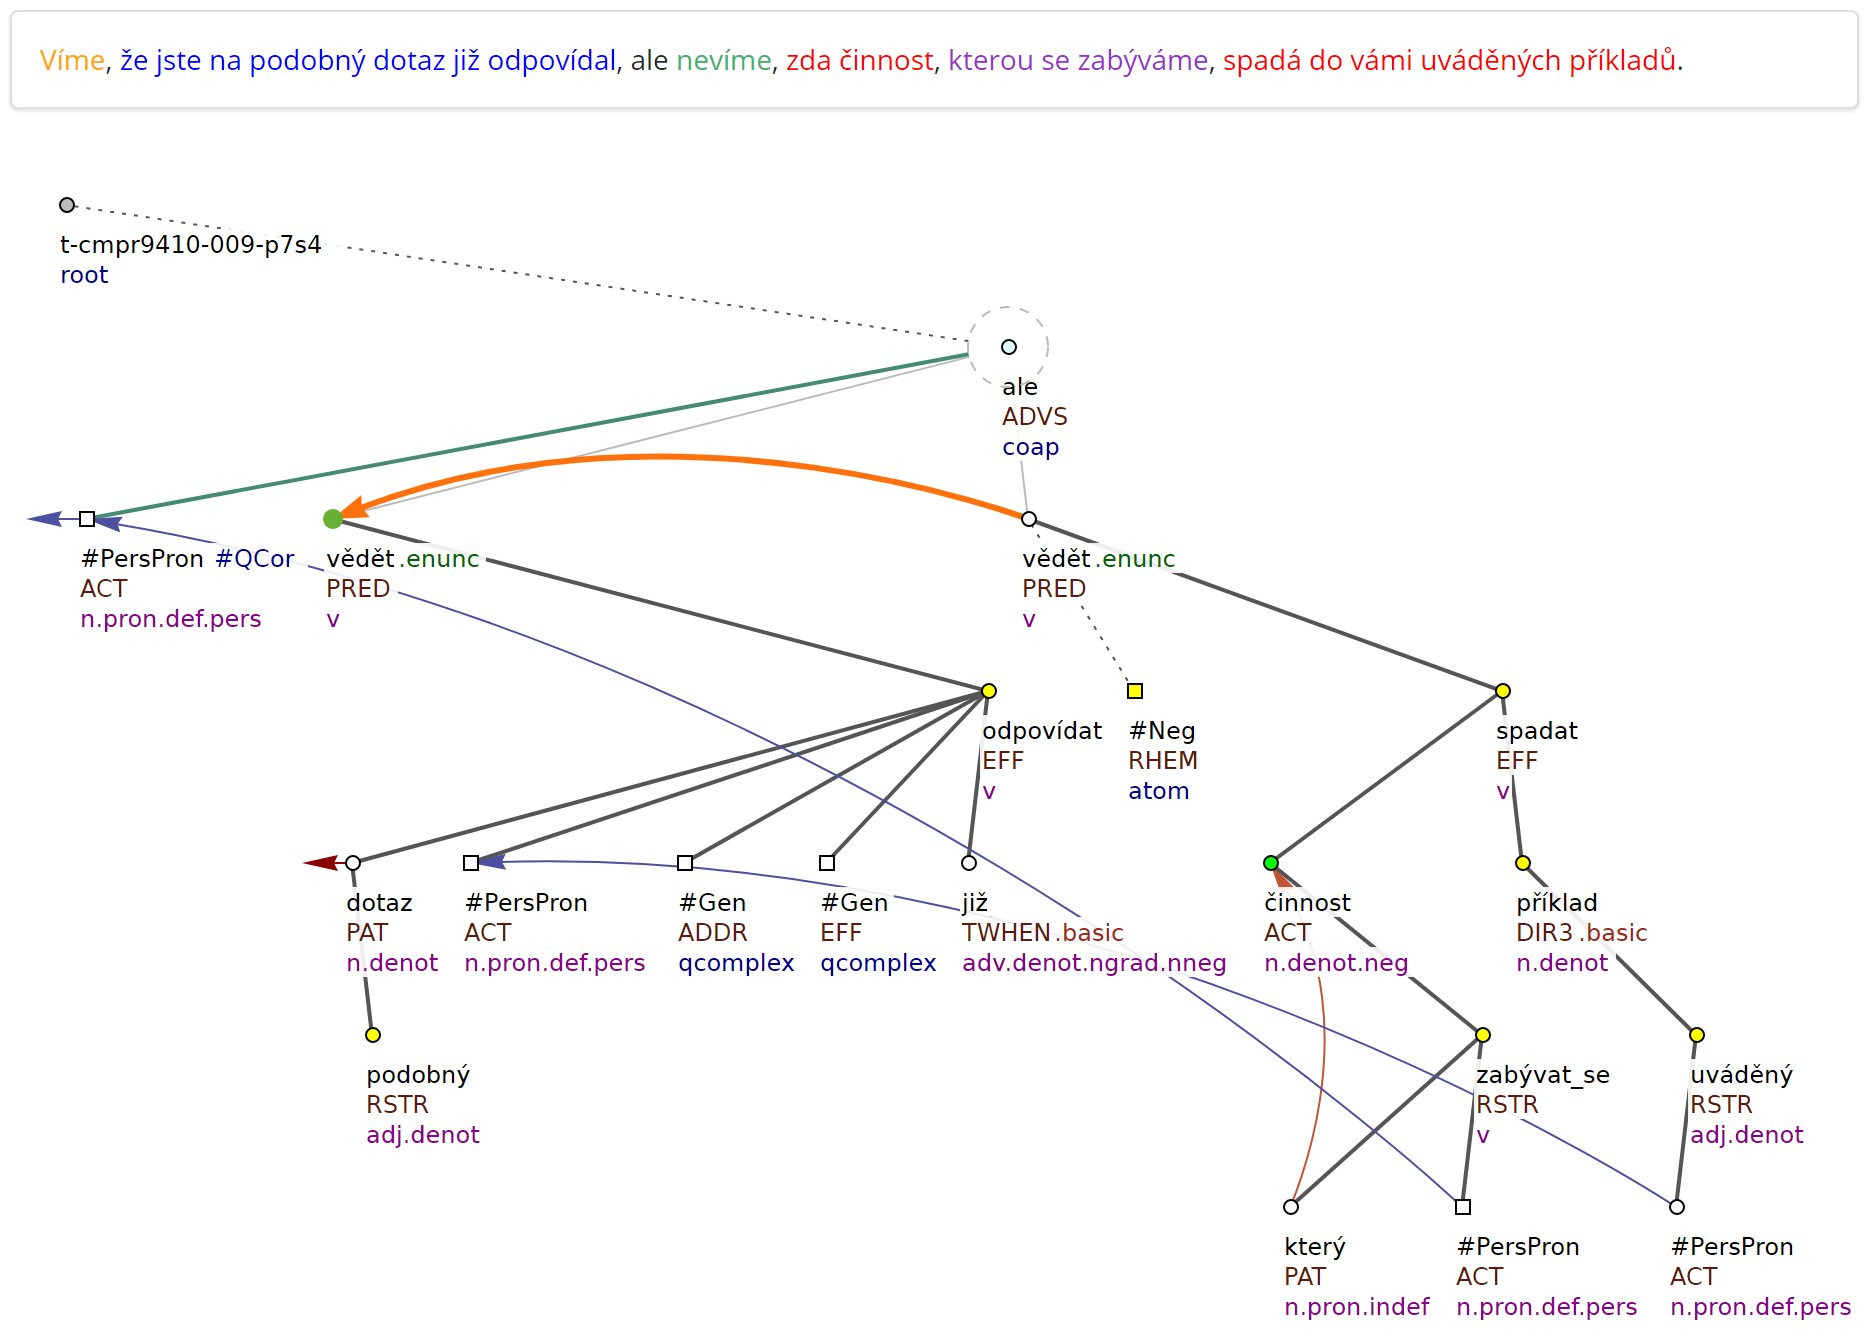 Víme, že jste na podobný dotaz již odpovídal, ale nevíme, zda činnost, kterou se zabýváme, spadá do vámi uváděných příkladů.
t-cmpr9410-009-p7s4
root
ale
ADVS
coap
#PersPron #QCor
ACT
n.pron.def.pers
vědět.enunc
PRED
v
vědět.enunc
PRED
v
odpovídat
EFF
v
#Neg
RHEM
atom
spadat
EFF
v
dotaz
PAT
n.denot
#PersPron
ACT
n.pron.def.pers
#Gen
ADDR
qcomplex
#Gen
EFF
qcomplex
již
TWHEN.basic
adv.denot.ngrad.nneg
činnost
ACT
n.denot.neg
příklad
DIR3.basic
n.denot
podobný
RSTR
adj.denot
zabývat_se
RSTR
v
uváděný
RSTR
adj.denot
který
PAT
n.pron.indef
#PersPron
ACT
n.pron.def.pers
#PersPron
ACT
n.pron.def.pers